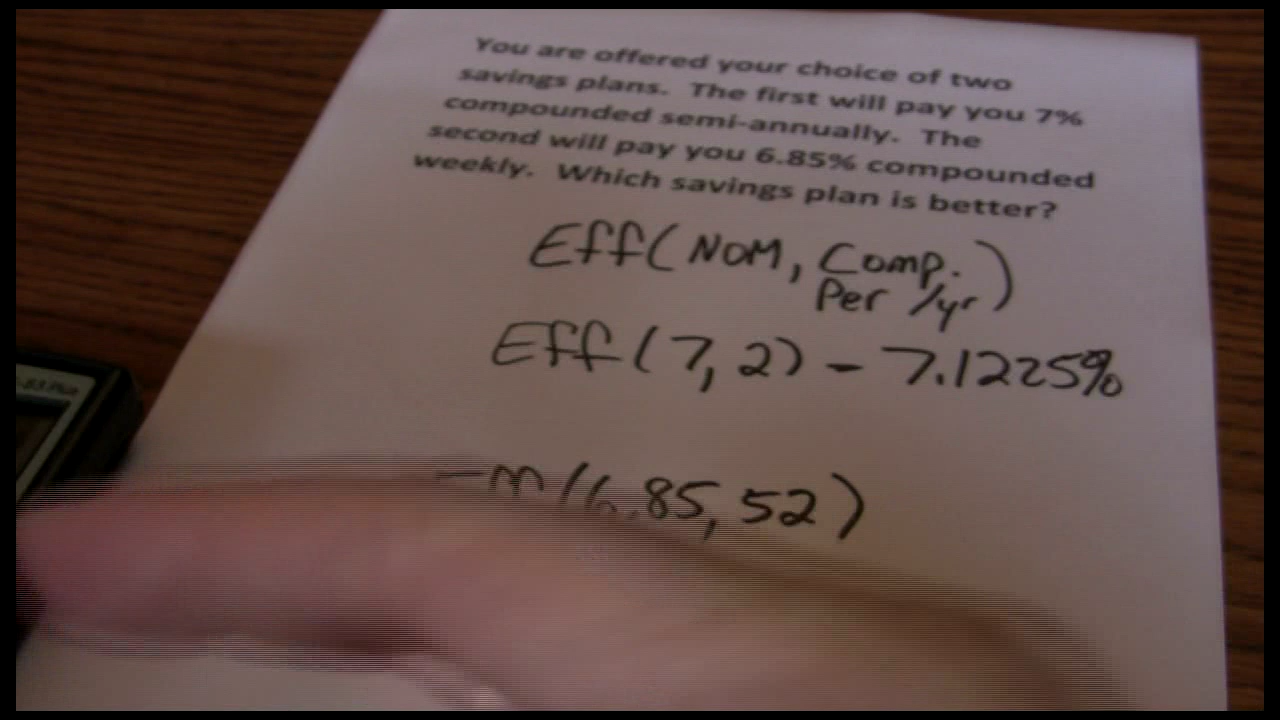 You are offered your choice of two
savings plans. The first will pay you 7%
compounded semi-annually. The
second will pay you 6.85% compounded
weekly. Which savings plan is better?
Eff(NOM, Comp.
Per /yr)
Eff(7,2) - 7.1225%
(6.85,52)
-83 Plus